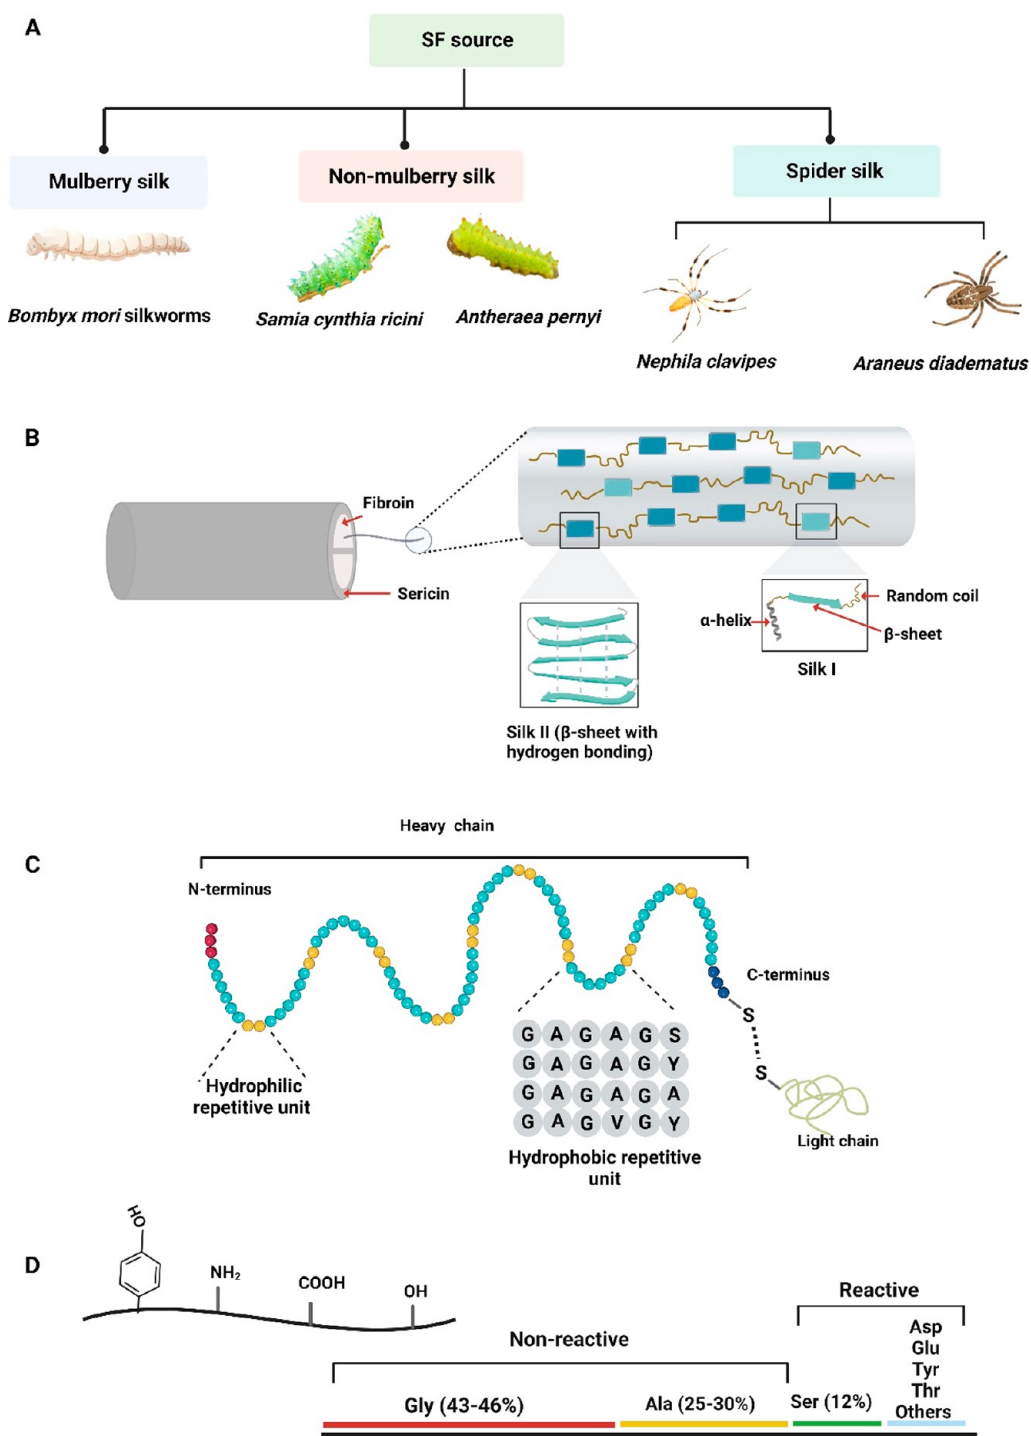 A
SF source
Mulberry silk
Non-mulberry silk
Spider silk
Bombyx mori silkworms
Samia cynthia ricini
Antheraea pernyi
Nephila clavipes
Araneus diadematus
B
Fibroin
Sericin
α-helix
Random coil
β-sheet
Silk I
Silk II (β-sheet with
hydrogen bonding)
Heavy chain
C
N-terminus
C-terminus
S
S
Light chain
Hydrophilic
repetitive unit
G A G A G S
G A G A G Y
G A G A G A
G A G V G Y
Hydrophobic repetitive
unit
D
HO
NH₂
COOH
OH
Non-reactive
Reactive
Gly (43-46%)
Ala (25-30%)
Ser (12%)
Asp
Glu
Tyr
Thr
Others